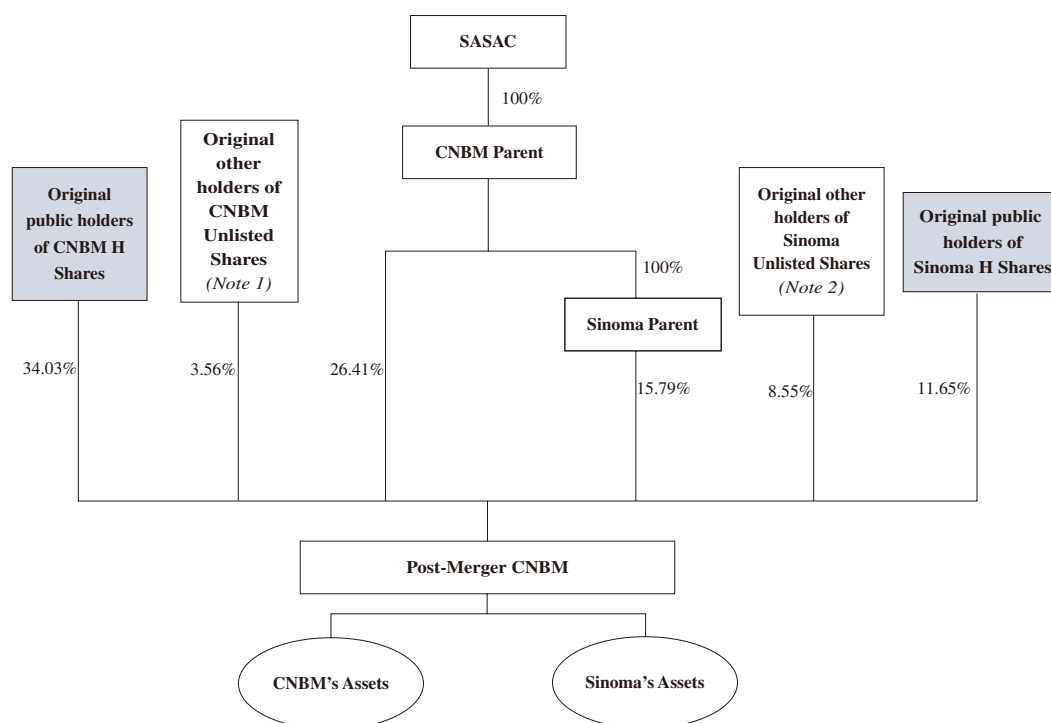 SASAC
100%
CNBM Parent
Original
public holders
of CNBM H
Shares
Original
other
holders of
CNBM
Unlisted
Shares
(Note 1)
100%
Sinoma Parent
Original other
holders of
Sinoma
Unlisted Shares
(Note 2)
Original public
holders of
Sinoma H Shares
34.03%
3.56%
26.41%
15.79%
8.55%
11.65%
Post-Merger CNBM
CNBM’s Assets
Sinoma’s Assets